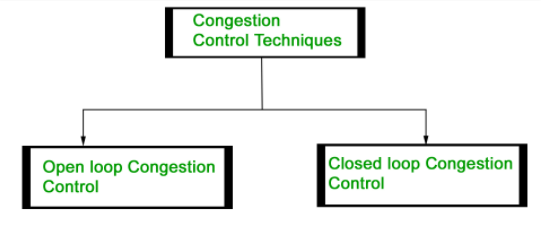 Congestion
Control Techniques
Open loop Congestion
Control
Closed loop Congestion
Control